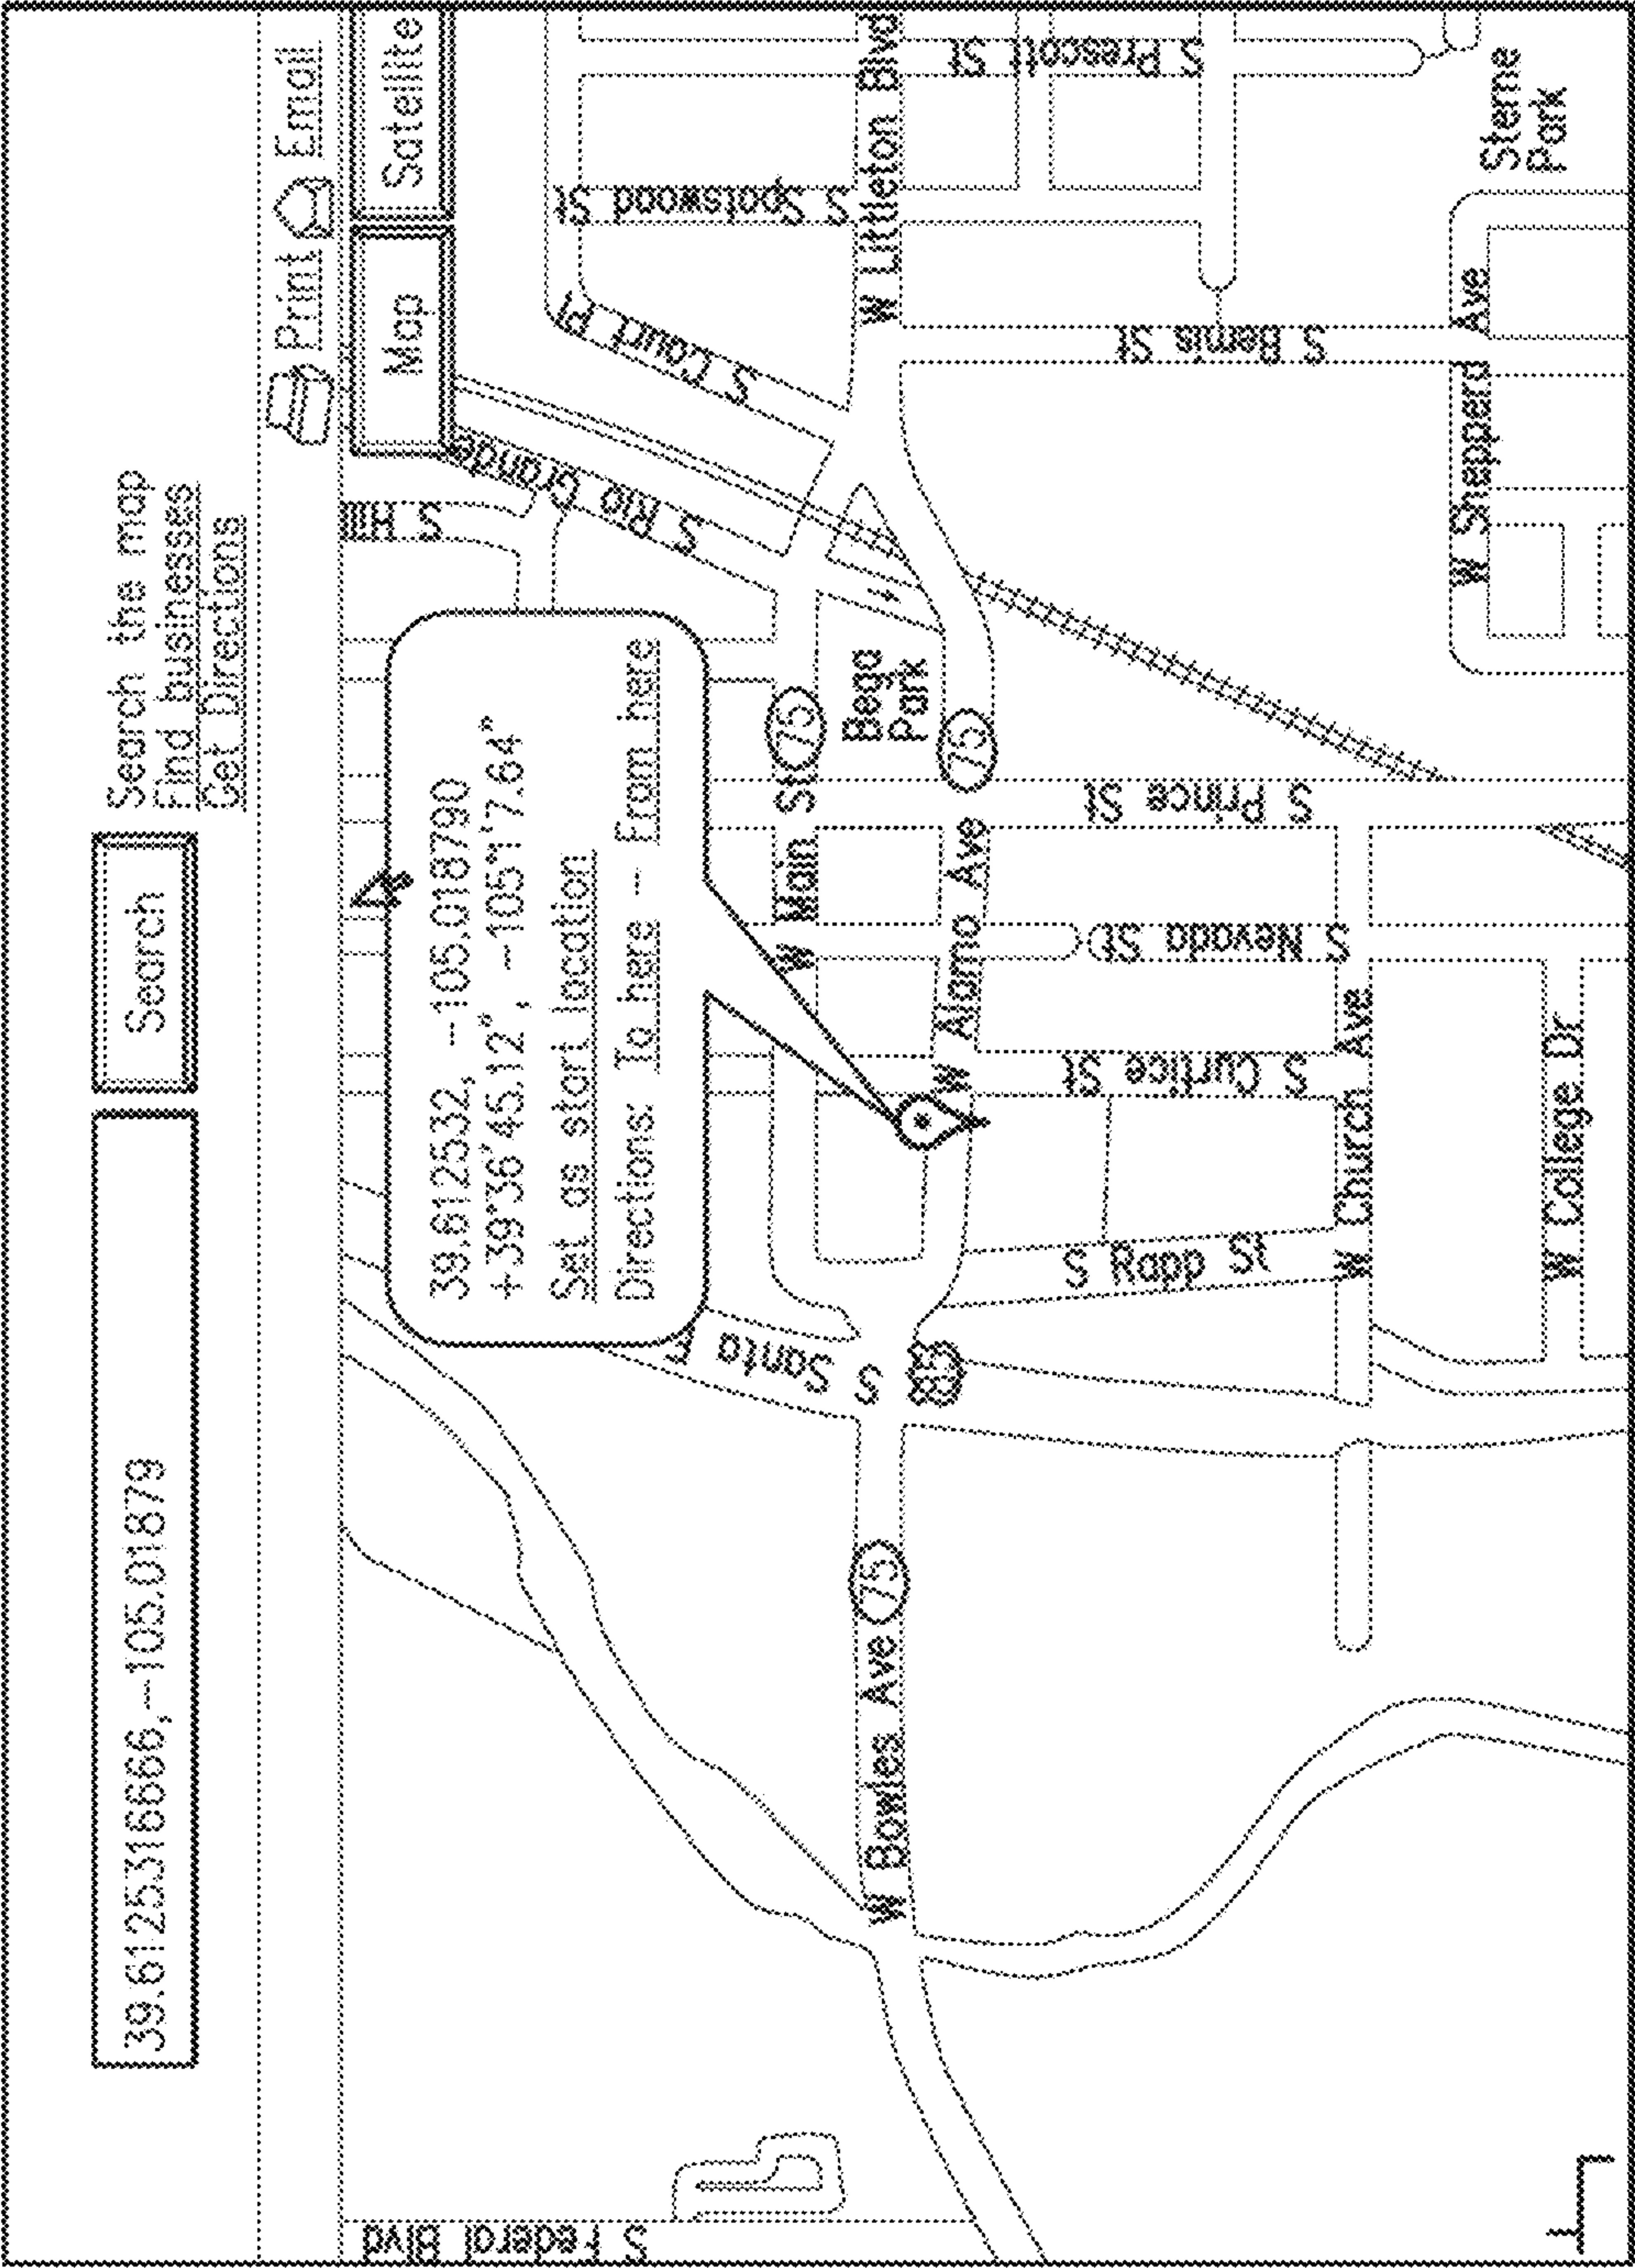 39.6125316666,-105.01879
Search
Search the map
Find businesses
Get Directions
Print
Email
Map
Satellite
39.612532, -105.018790
+39°36'45.12", -105°1'7.64"
Set as start location
Directions: To here - From here
S Federal Blvd
S Santa F
S Hill
S Rio Grande
S Court Pl
S Spotswood St
S Prescott St
W Bowles Ave
75
85
W Main St
75
Bega
Park
W Alamo Ave
75
W Littleton Blvd
S Rapp St
S Curtice St
S Nevada St
S Prince St
S Bemis St
W Church Ave
W Shepperd Ave
W College Dr
Sterne
Park